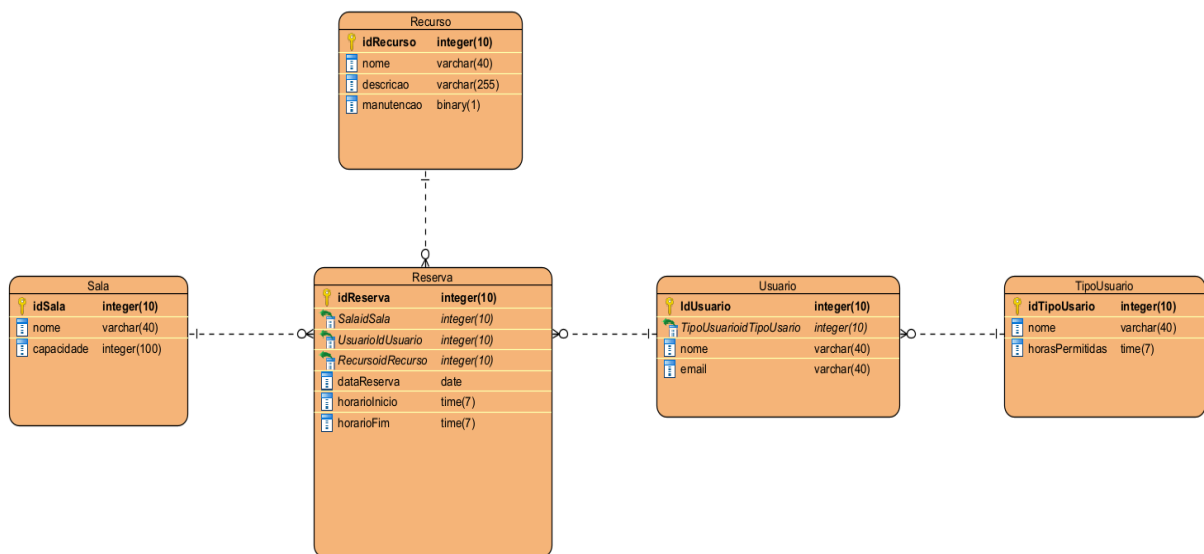 Recurso
idRecurso integer(10)
nome varchar(40)
descricao varchar(255)
manutencao binary(1)
Sala
idSala integer(10)
nome varchar(40)
capacidade integer(100)
Reserva
idReserva integer(10)
SalaidSala integer(10)
UsuarioIdUsuario integer(10)
RecursoidRecurso integer(10)
dataReserva date
horarioInicio time(7)
horarioFim time(7)
Usuario
IdUsuario integer(10)
TipoUsuarioidTipoUsario integer(10)
nome varchar(40)
email varchar(40)
TipoUsuario
idTipoUsario integer(10)
nome varchar(40)
horasPermitidas time(7)